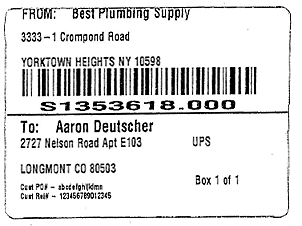 FROM: Best Plumbing Supply
3333-1 Crompond Road
YORKTOWN HEIGHTS NY 10598
S1353618.000
To: Aaron Deutscher
2727 Nelson Road Apt E103 UPS
LONGMONT CO 80503
Box 1 of 1
Cust PO# - abcdefghijklmn
Cust Rel# - 123456789012345